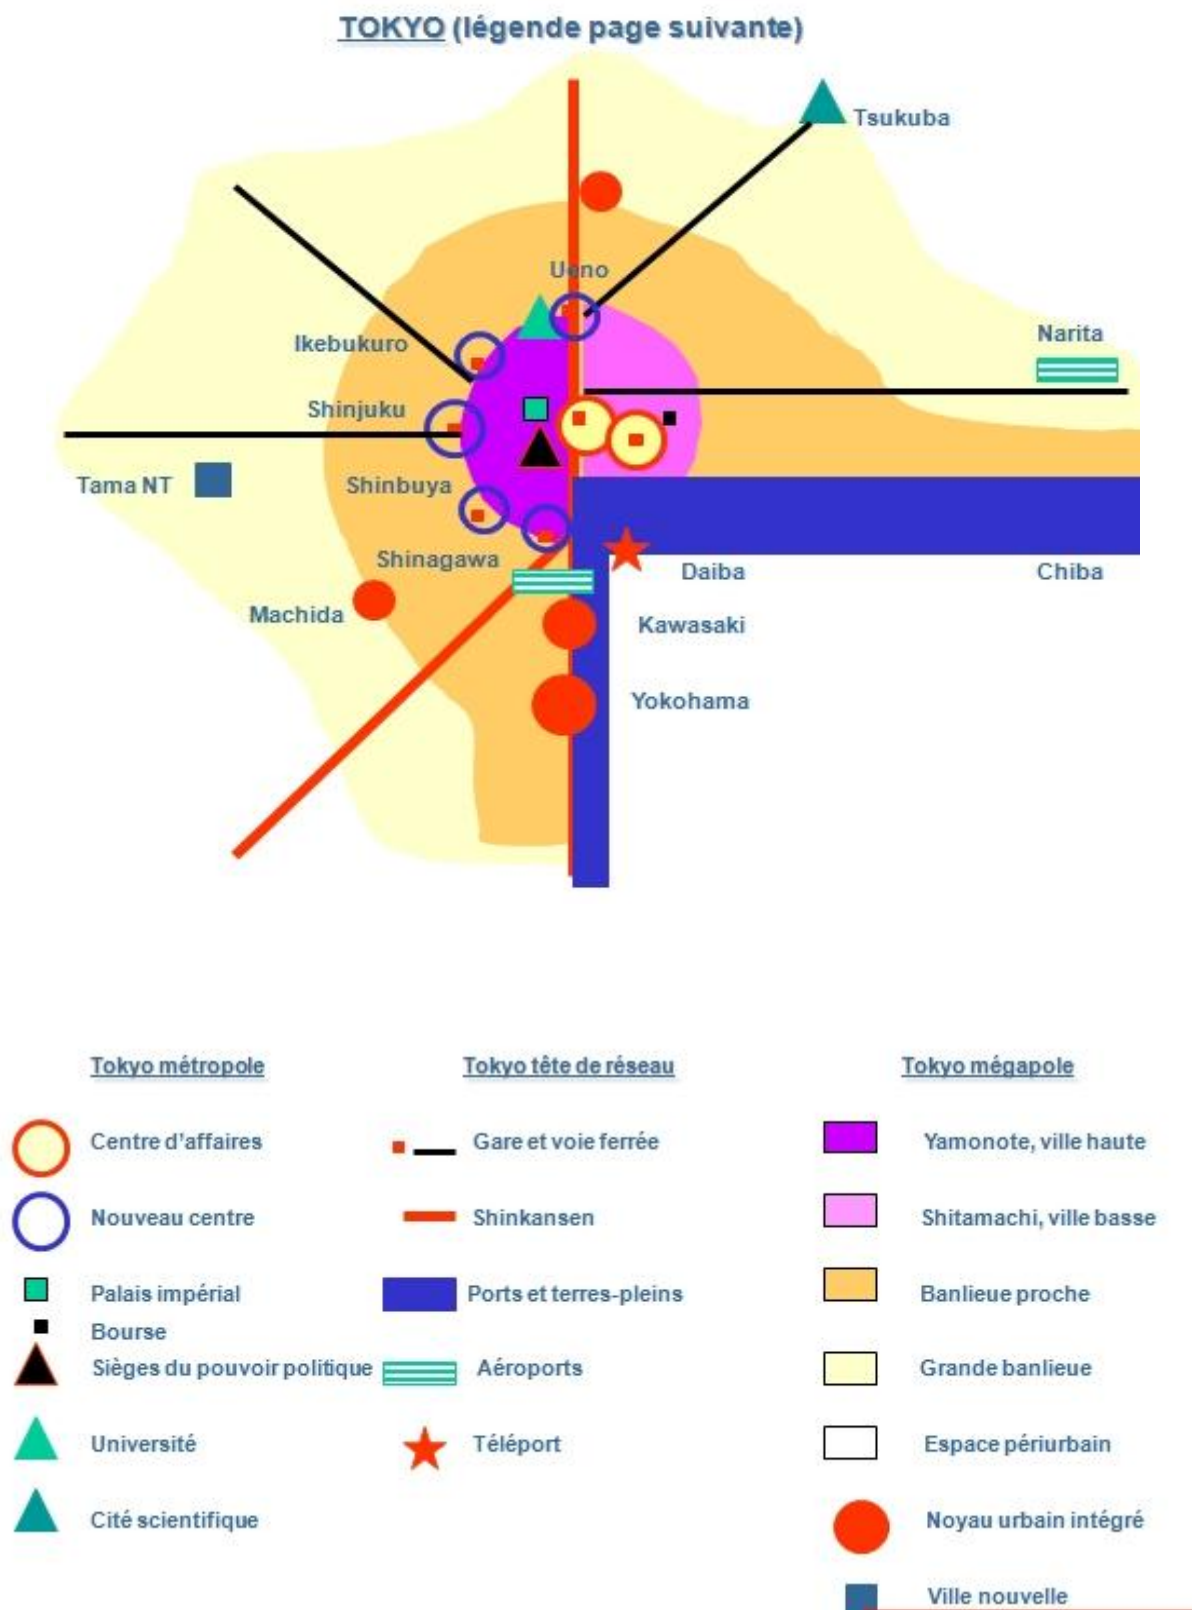 TOKYO (légende page suivante)
Tsukuba
Ueno
Narita
Ikebukuro
Shinjuku
Tama NT
Shinbuya
Shinagawa
Daiba
Chiba
Machida
Kawasaki
Yokohama
Tokyo métropole
Centre d'affaires
Nouveau centre
Palais impérial
Bourse
Sièges du pouvoir politique
Université
Cité scientifique
Tokyo tête de réseau
Gare et voie ferrée
Shinkansen
Ports et terres-pleins
Aéroports
Téléport
Tokyo mégapole
Yamonote, ville haute
Shitamachi, ville basse
Banlieue proche
Grande banlieue
Espace périurbain
Noyau urbain intégré
Ville nouvelle